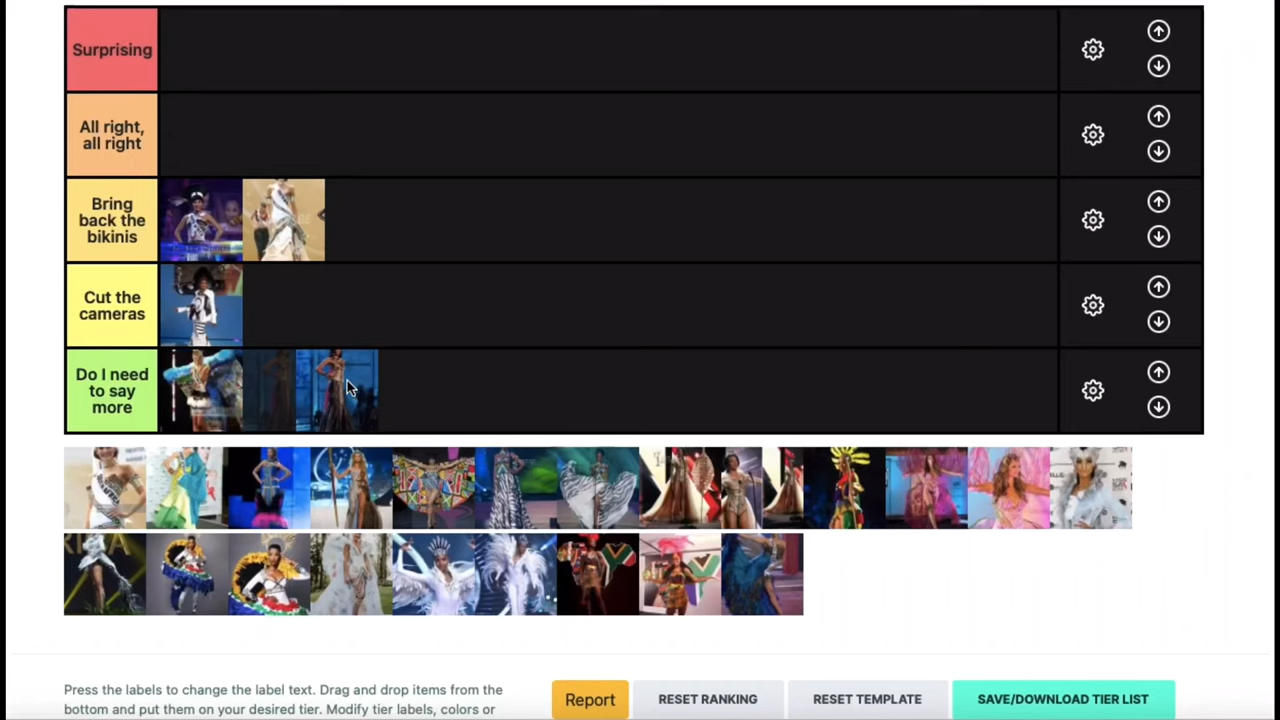 Surprising
All right,
all right
Bring
back the
bikinis
Cut the
cameras
Do I need
to say
more
Press the labels to change the label text. Drag and drop items from the
bottom and put them on your desired tier. Modify tier labels, colors or
Report
RESET RANKING
RESET TEMPLATE
SAVE/DOWNLOAD TIER LIST